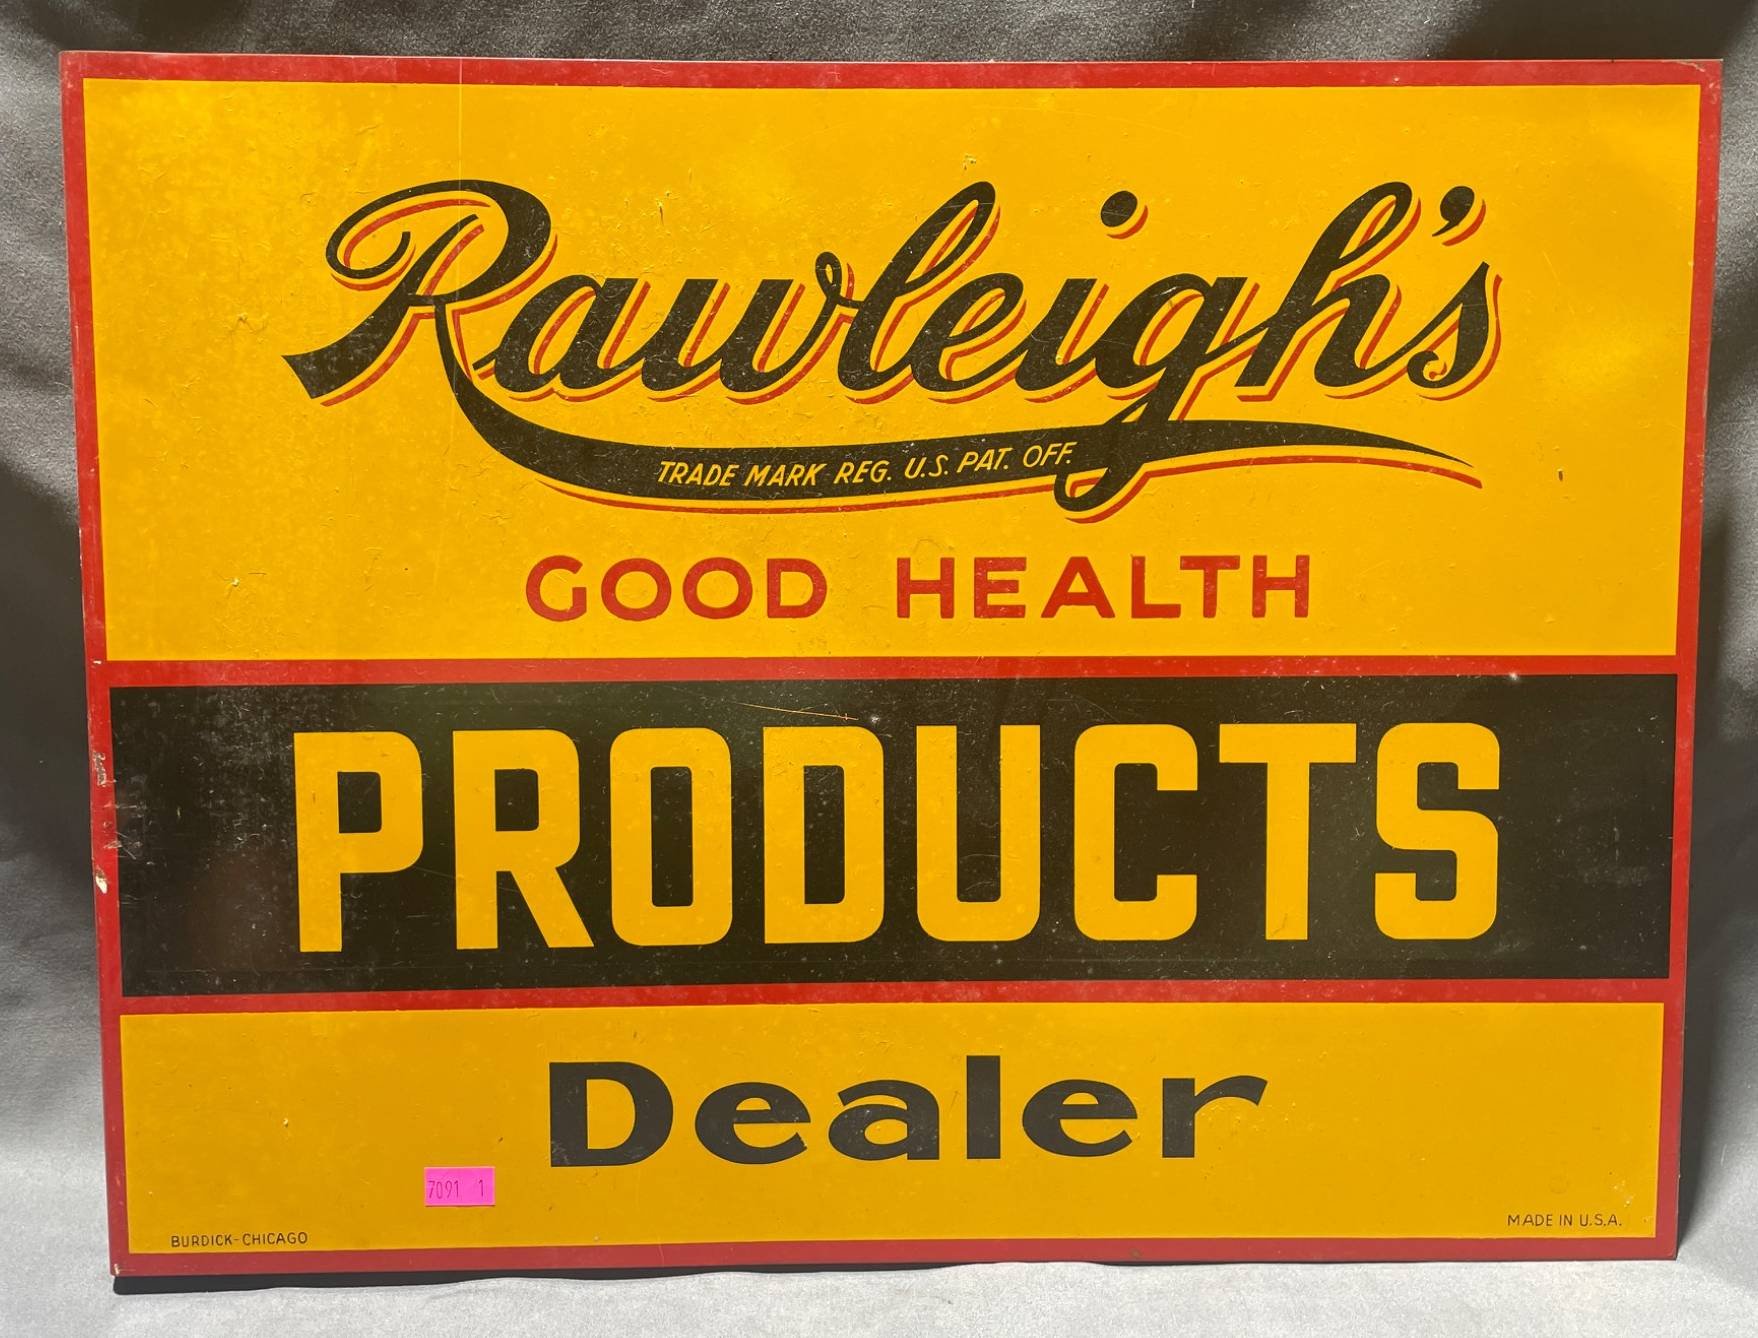 Rawleigh's
TRADE MARK REG. U.S. PAT. OFF.
GOOD HEALTH
PRODUCTS
Dealer
7091 1
BURDICK-CHICAGO
MADE IN U.S.A.